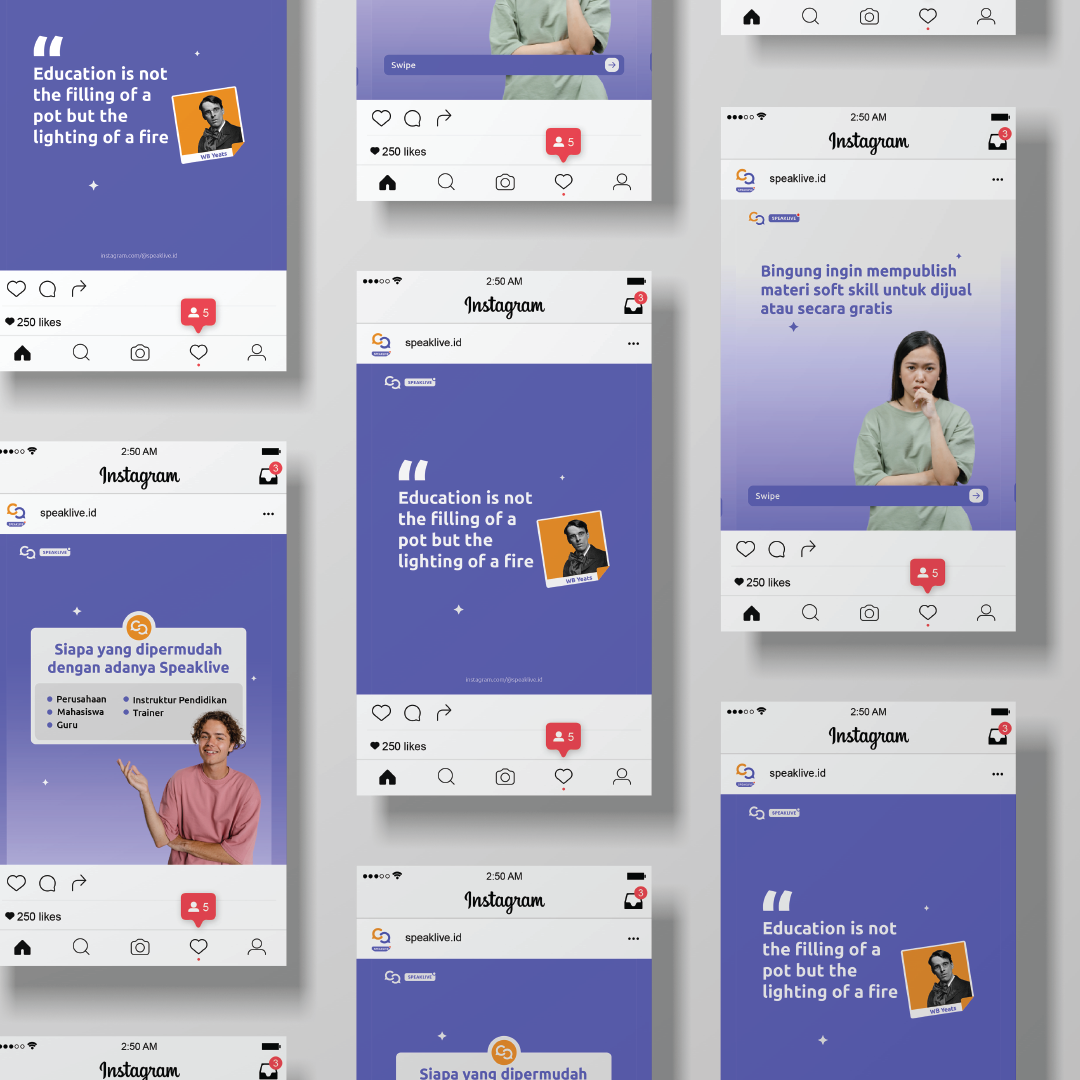 Education is not
the filling of a
pot but the
lighting of a fire
WB Yeats
instagram.com/@speaklive.id
250 likes
5
2:50 AM
Instagram
3
speaklive.id
SPEAKLIVE
Siapa yang dipermudah
dengan adanya Speaklive
Perusahaan
Instruktur Pendidikan
Mahasiswa
Trainer
Guru
250 likes
5
2:50 AM
Instagram
3
Swipe
250 likes
5
2:50 AM
Instagram
3
speaklive.id
SPEAKLIVE
Education is not
the filling of a
pot but the
lighting of a fire
WB Yeats
instagram.com/@speaklive.id
250 likes
5
2:50 AM
Instagram
3
speaklive.id
SPEAKLIVE
Siapa yang dipermudah
2:50 AM
Instagram
3
speaklive.id
SPEAKLIVE
Bingung ingin mempublish
materi soft skill untuk dijual
atau secara gratis
Swipe
250 likes
5
2:50 AM
Instagram
3
speaklive.id
SPEAKLIVE
Education is not
the filling of a
pot but the
lighting of a fire
WB Yeats